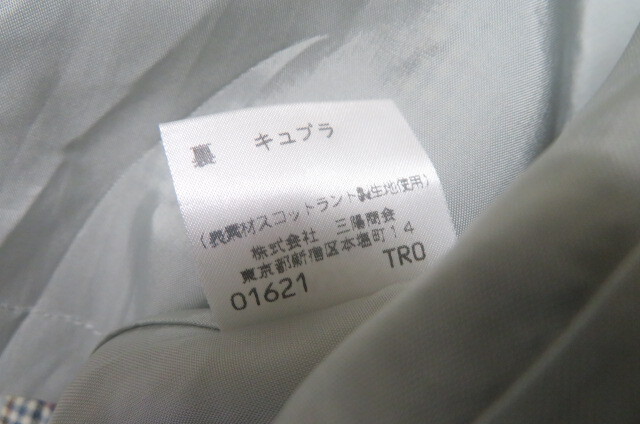 裏 キュプラ
(表素材スコットランド製生地使用)
株式会社 三陽商会
東京都新宿区本塩町14
01621 TRO